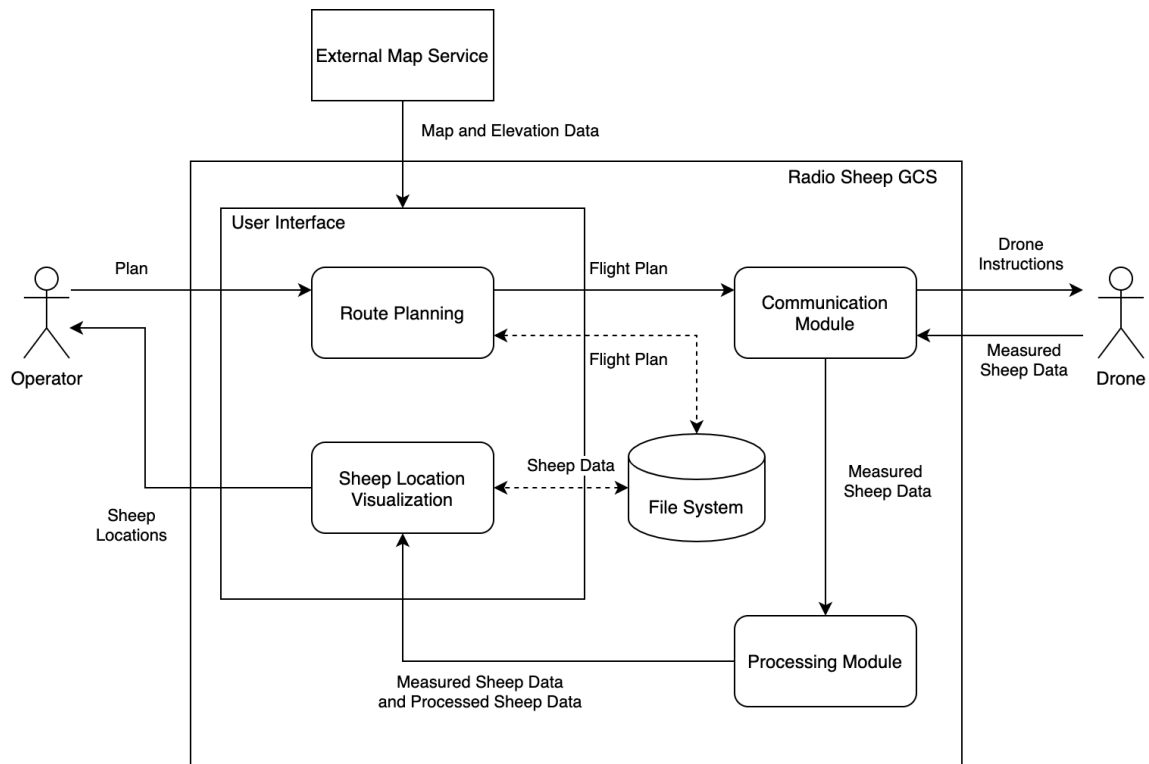 External Map Service
Map and Elevation Data
Radio Sheep GCS
User Interface
Plan
Flight Plan
Drone
Instructions
Route Planning
Communication
Module
Operator
Flight Plan
Measured
Sheep Data
Drone
Sheep Data
Sheep Location
Visualization
File System
Measured
Sheep Data
Sheep
Locations
Processing Module
Measured Sheep Data
and Processed Sheep Data